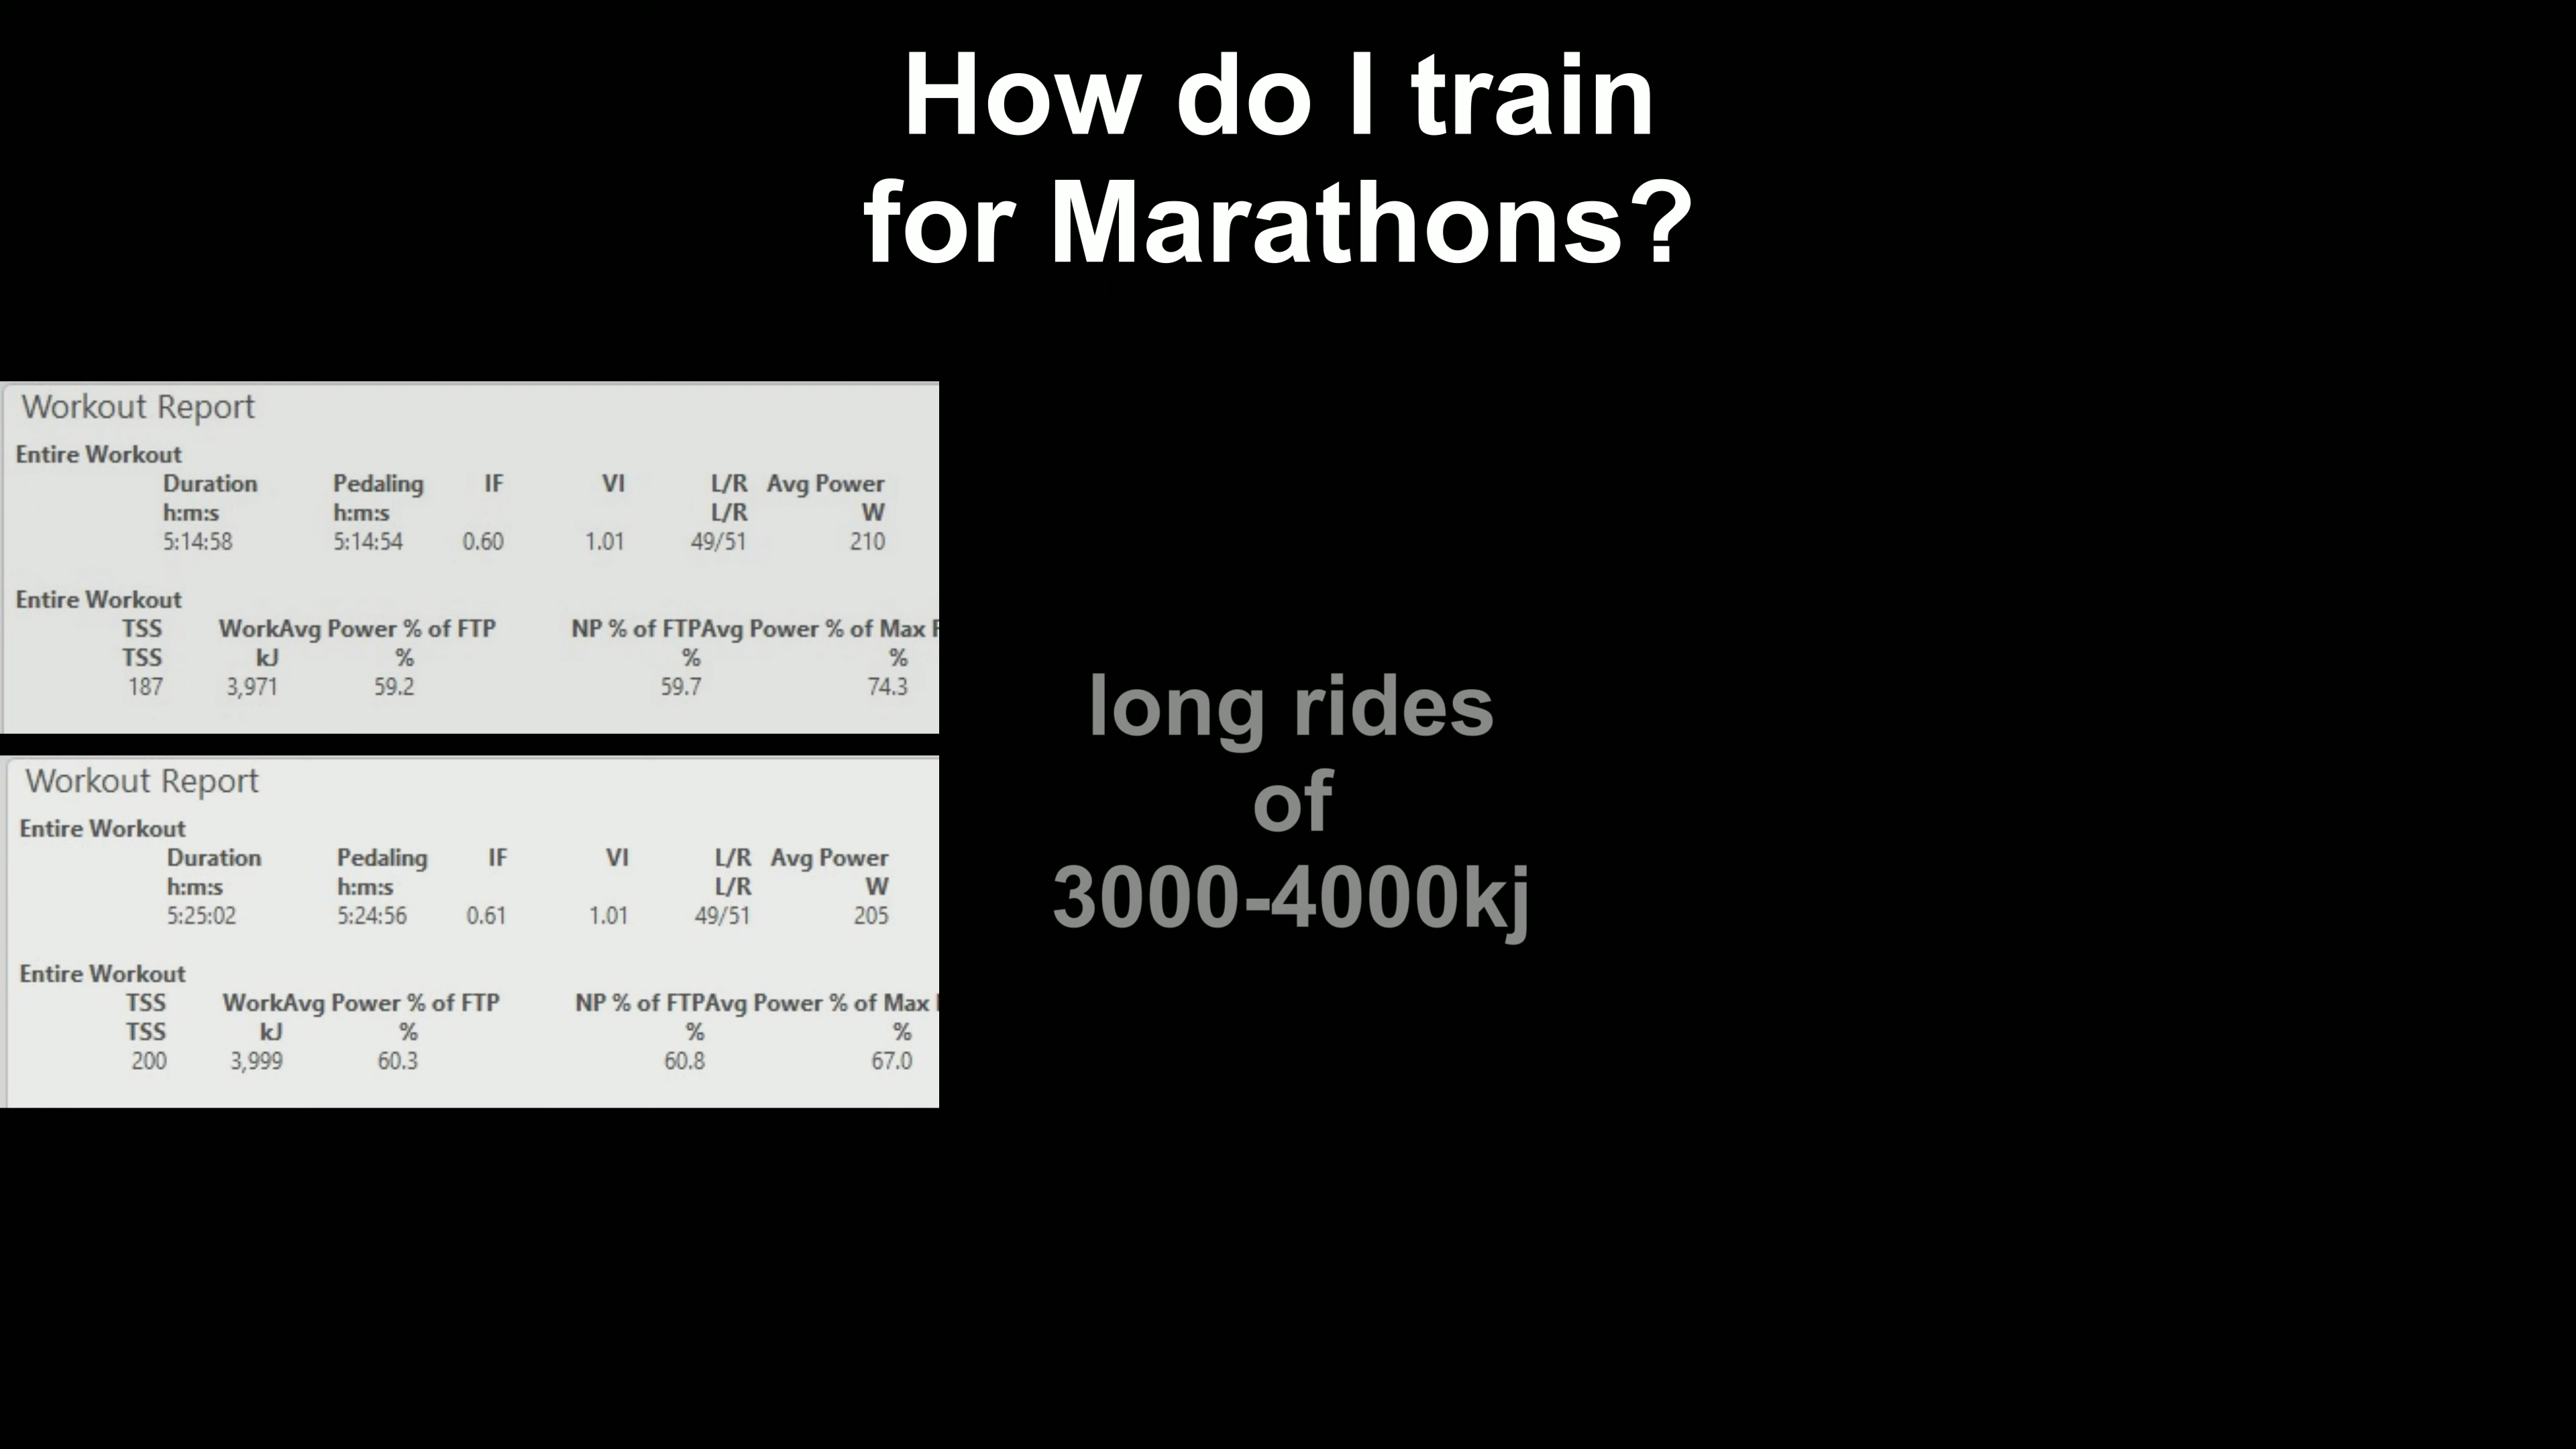 How do I train
for Marathons?
Workout Report
Entire Workout
Duration Pedaling IF VI L/R Avg Power
h:m:s h:m:s L/R W
5:14:58 5:14:54 0.60 1.01 49/51 210
Entire Workout
TSS WorkAvg Power % of FTP NP % of FTPAvg Power % of Max
TSS kJ % % %
187 3,971 59.2 59.7 74.3
Workout Report
Entire Workout
Duration Pedaling IF VI L/R Avg Power
h:m:s h:m:s L/R W
5:25:02 5:24:56 0.61 1.01 49/51 205
Entire Workout
TSS WorkAvg Power % of FTP NP % of FTPAvg Power % of Max
TSS kJ % % %
200 3,999 60.3 60.8 67.0
long rides
of
3000-4000kj